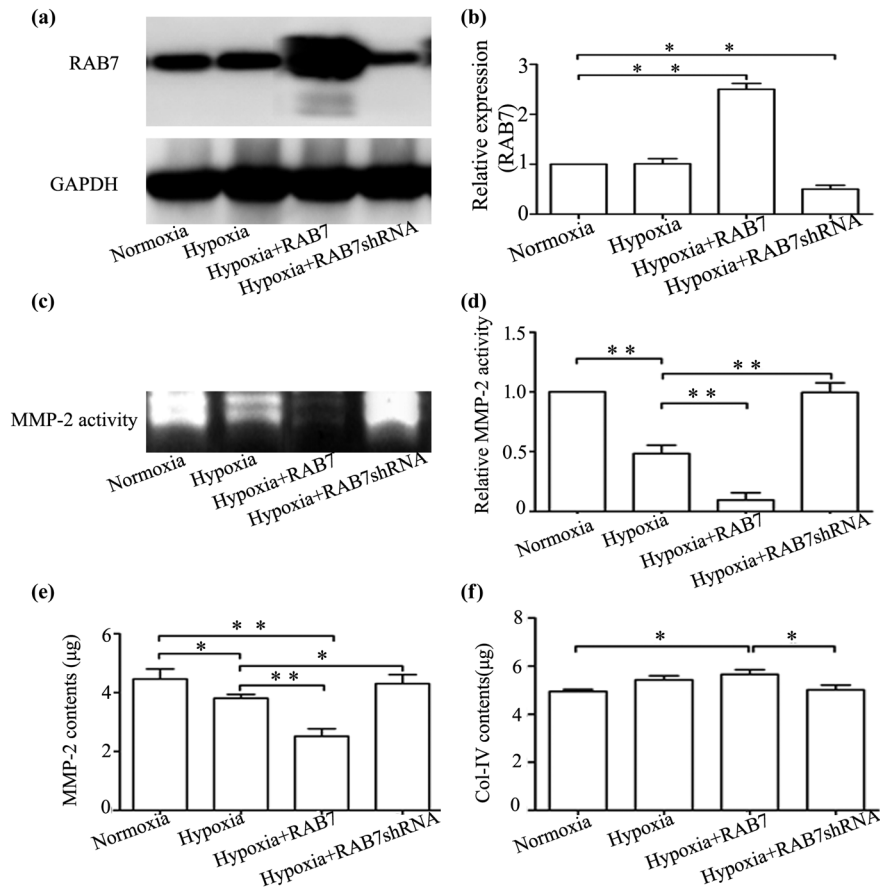 (a)
RAB7
GAPDH
Normoxia
Hypoxia
Hypoxia+RAB7
Hypoxia+RAB7shRNA
(b)
* *
* *
Relative expression
(RAB7)
3
2
1
0
Normoxia
Hypoxia
Hypoxia+RAB7
Hypoxia+RAB7shRNA
(c)
MMP-2 activity
Normoxia
Hypoxia
Hypoxia+RAB7
Hypoxia+RAB7shRNA
(d)
Relative MMP-2 activity
1.5
1.0
0.5
0
* *
* *
* *
Normoxia
Hypoxia
Hypoxia+RAB7
Hypoxia+RAB7shRNA
(e)
MMP-2 contents (μg)
6
4
2
0
* *
*
*
* *
Normoxia
Hypoxia
Hypoxia+RAB7
Hypoxia+RAB7shRNA
(f)
Col-IV contents(μg)
8
6
4
2
0
*
*
Normoxia
Hypoxia
Hypoxia+RAB7
Hypoxia+RAB7shRNA